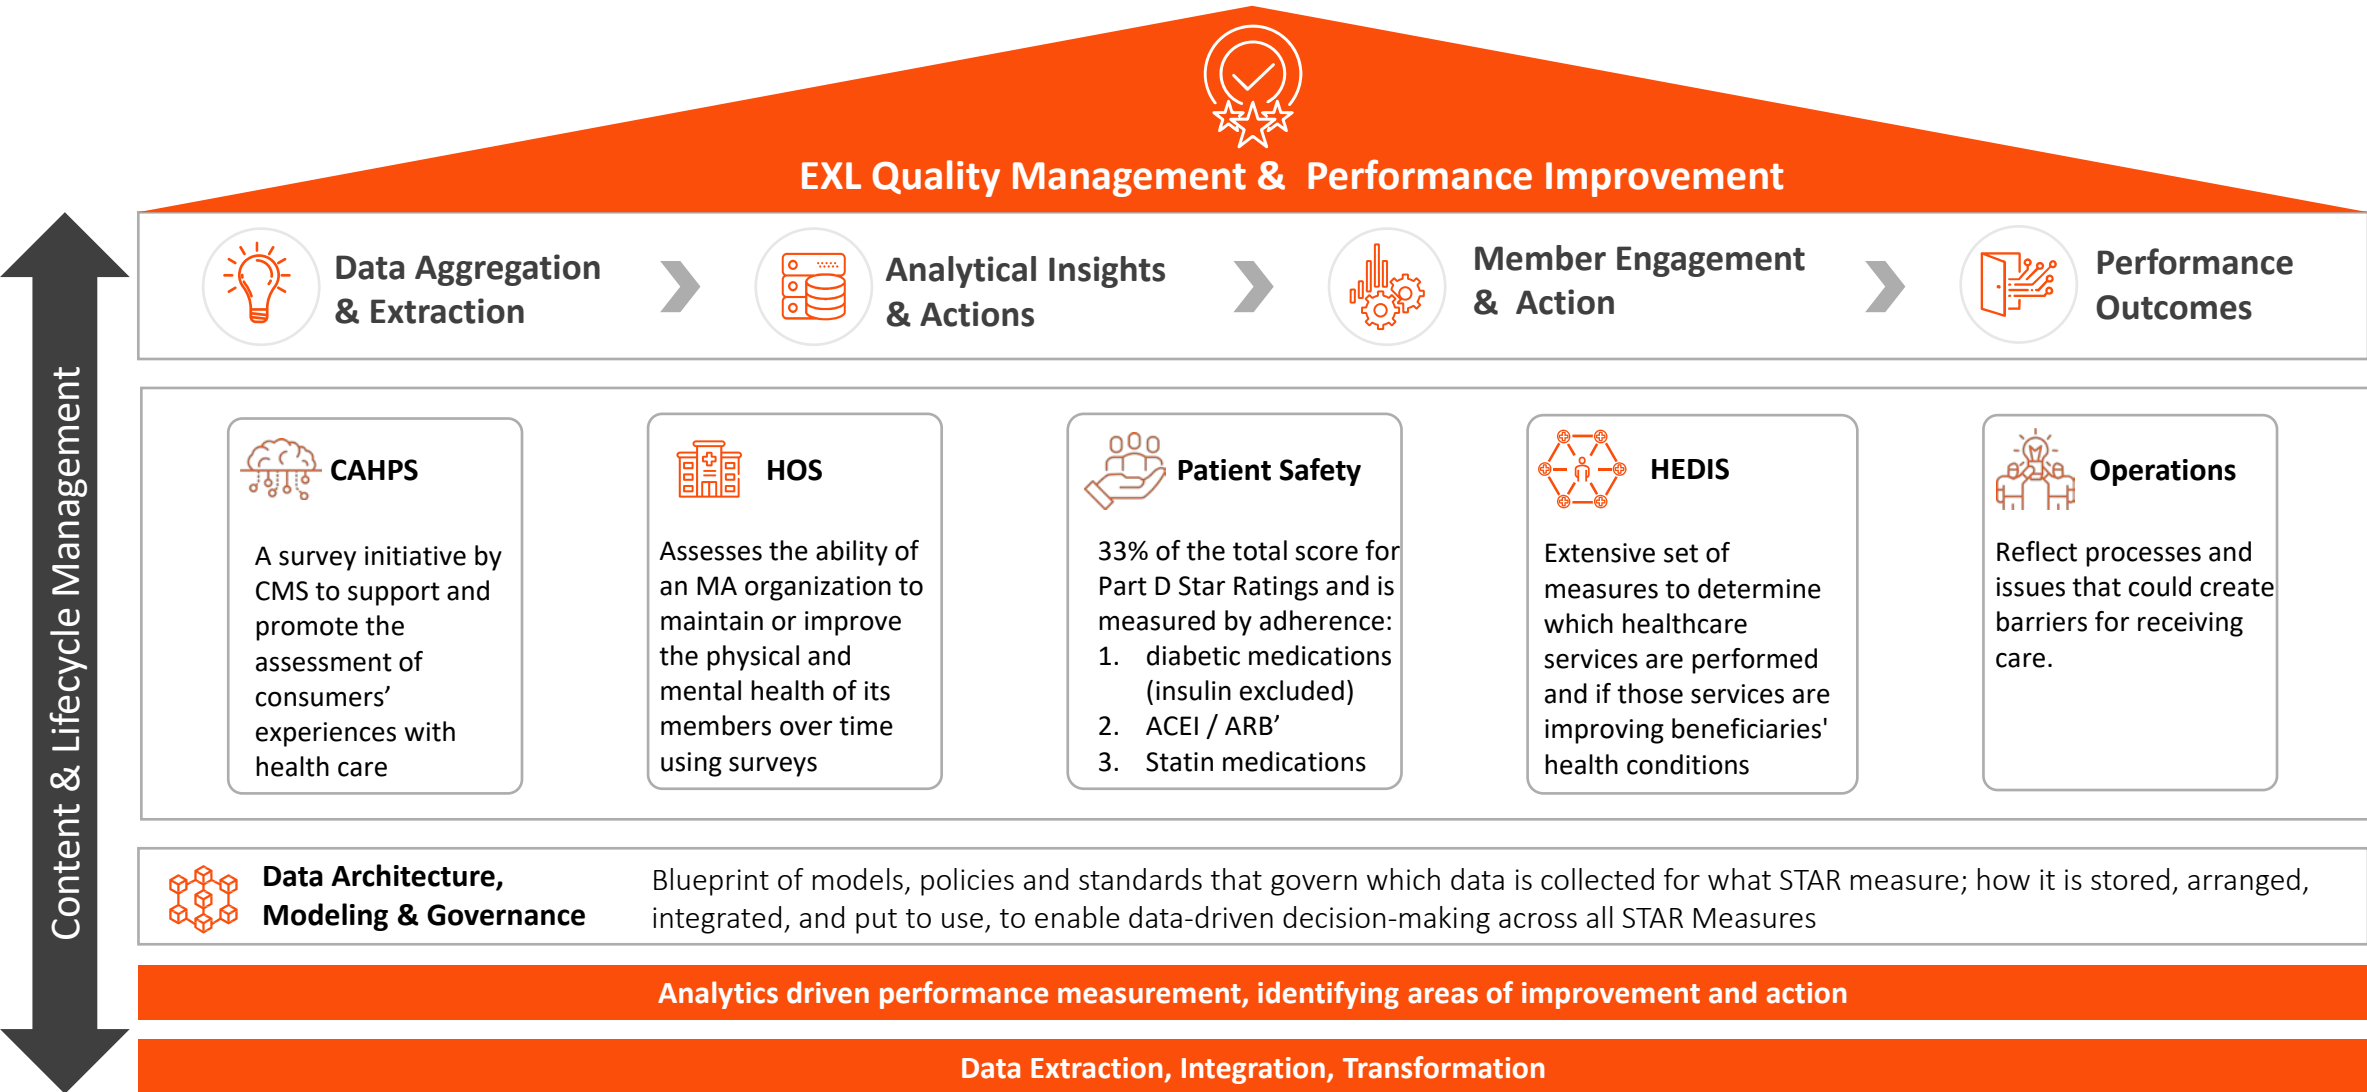 EXL Quality Management & Performance Improvement
Data Aggregation
& Extraction
Analytical Insights
& Actions
Member Engagement
& Action
Performance
Outcomes
Content & Lifecycle Management
CAHPS
A survey initiative by
CMS to support and
promote the
assessment of
consumers’
experiences with
health care
HOS
Assesses the ability of
an MA organization to
maintain or improve
the physical and
mental health of its
members over time
using surveys
Patient Safety
33% of the total score for
Part D Star Ratings and is
measured by adherence:
1. diabetic medications
(insulin excluded)
2. ACEI / ARB’
3. Statin medications
HEDIS
Extensive set of
measures to determine
which healthcare
services are performed
and if those services are
improving beneficiaries'
health conditions
Operations
Reflect processes and
issues that could create
barriers for receiving
care.
Data Architecture,
Modeling & Governance
Blueprint of models, policies and standards that govern which data is collected for what STAR measure; how it is stored, arranged,
integrated, and put to use, to enable data-driven decision-making across all STAR Measures
Analytics driven performance measurement, identifying areas of improvement and action
Data Extraction, Integration, Transformation